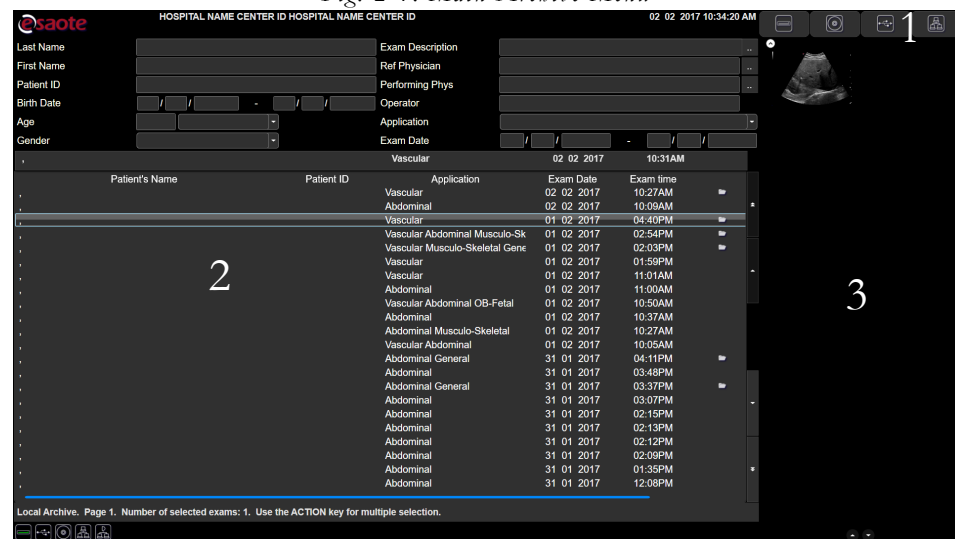 esaote
HOSPITAL NAME CENTER ID HOSPITAL NAME CENTER ID
02 02 2017 10:34:20 AM
1
Last Name
Exam Description
..
First Name
Ref Physician
..
Patient ID
Performing Phys
..
Birth Date / / - / /
Operator
Age
Application
Gender
Exam Date / / - / /
, Vascular 02 02 2017 10:31AM
Patient's Name Patient ID Application Exam Date Exam time
, Vascular 02 02 2017 10:27AM
, Abdominal 02 02 2017 10:09AM
, Vascular 01 02 2017 04:40PM
, Vascular Abdominal Musculo-Sk 01 02 2017 02:54PM
, Vascular Musculo-Skeletal Gene 01 02 2017 02:03PM
, Vascular 01 02 2017 01:59PM
, Vascular 01 02 2017 11:01AM
, Abdominal 01 02 2017 11:00AM
, Vascular Abdominal OB-Fetal 01 02 2017 10:50AM
, Abdominal 01 02 2017 10:37AM
, Abdominal Musculo-Skeletal 01 02 2017 10:27AM
, Vascular Abdominal 01 02 2017 10:05AM
, Abdominal General 31 01 2017 04:11PM
, Abdominal 31 01 2017 03:48PM
, Abdominal General 31 01 2017 03:37PM
, Abdominal 31 01 2017 03:07PM
, Abdominal 31 01 2017 02:15PM
, Abdominal 31 01 2017 02:13PM
, Abdominal 31 01 2017 02:12PM
, Abdominal 31 01 2017 02:09PM
, Abdominal 31 01 2017 01:35PM
, Abdominal 31 01 2017 12:08PM
2
3
Local Archive. Page 1. Number of selected exams: 1. Use the ACTION key for multiple selection.
D